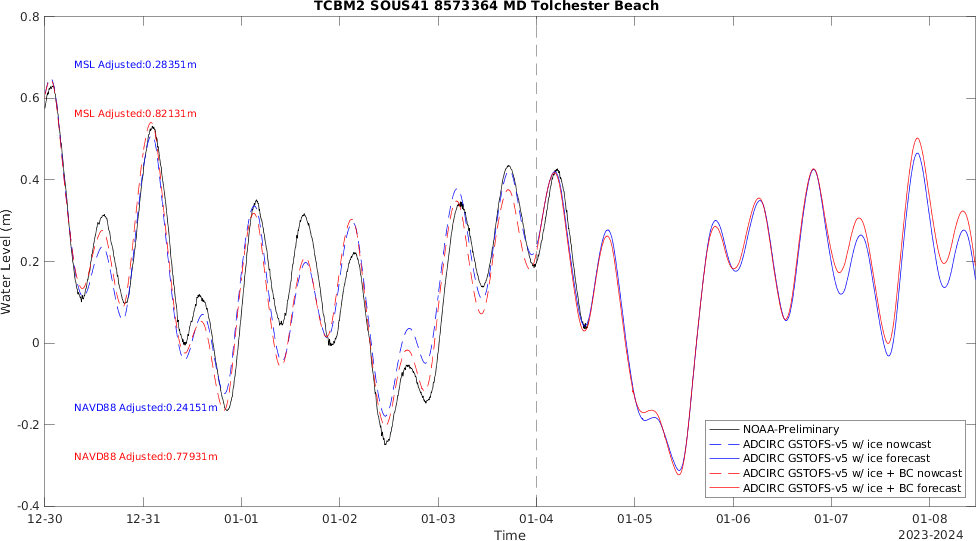 TCBM2 SOUS41 8573364 MD Tolchester Beach
0.8
0.6
0.4
0.2
0
-0.2
-0.4
Water Level (m)
MSL Adjusted:0.28351m
MSL Adjusted:0.82131m
NAVD88 Adjusted:0.24151m
NAVD88 Adjusted:0.77931m
NOAA-Preliminary
ADCIRC GSTOFS-v5 w/ ice nowcast
ADCIRC GSTOFS-v5 w/ ice forecast
ADCIRC GSTOFS-v5 w/ ice + BC nowcast
ADCIRC GSTOFS-v5 w/ ice + BC forecast
12-30 12-31 01-01 01-02 01-03 01-04 01-05 01-06 01-07 01-08
Time
2023-2024